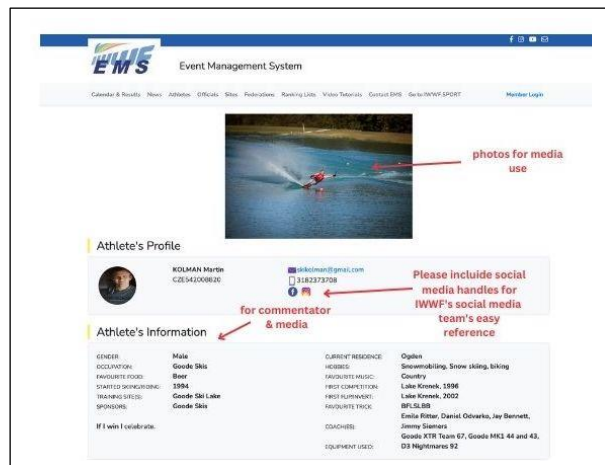 IWWF
EMS
Event Management System
Calendar & Results News Athletes Officials Sites Federations Ranking Lists Video Tutorials Contact EMS Go to IWWF.SPORT Member Login
photos for media
use
Athlete's Profile
KOLMAN Martin
CZE542008820
skikolman@gmail.com
3182373708
Please incluide social
media handles for
IWWF's social media
team's easy
reference
for commentator
& media
Athlete's Information
GENDER: Male
OCCUPATION: Goode Skis
FAVOURITE FOOD: Beer
STARTED SKIING/RIDING: 1994
TRAINING SITE(S): Goode Ski Lake
SPONSORS: Goode Skis
If I win I celebrate.
CURRENT RESIDENCE: Ogden
HOBBIES: Snowmobiling, Snow skiing, biking
FAVOURITE MUSIC: Country
FIRST COMPETITION: Lake Krenek, 1996
FIRST FLIP/INVERT: Lake Krenek, 2002
FAVOURITE TRICK: BFLSLBB
COACH(ES): Emile Ritter, Daniel Odvarko, Jay Bennett,
Jimmy Siemers
EQUIPMENT USED: Goode XTR Team 67, Goode MK1 44 and 43,
D3 Nightmares 92